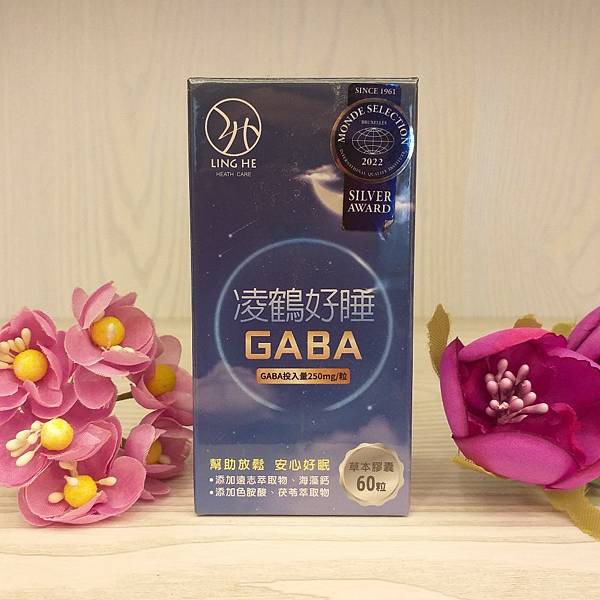 LING HE
HEATH CARE
SINCE 1961
MONDE SELECTION
BRUXELLES
2022
INTERNATIONAL QUALITY INSTITUTE
SILVER
AWARD
凌鶴好睡
GABA
GABA投入量250mg/粒
幫助放鬆 安心好眠
•添加遠志萃取物、海藻鈣
•添加色胺酸、茯苓萃取物
草本膠囊
60粒